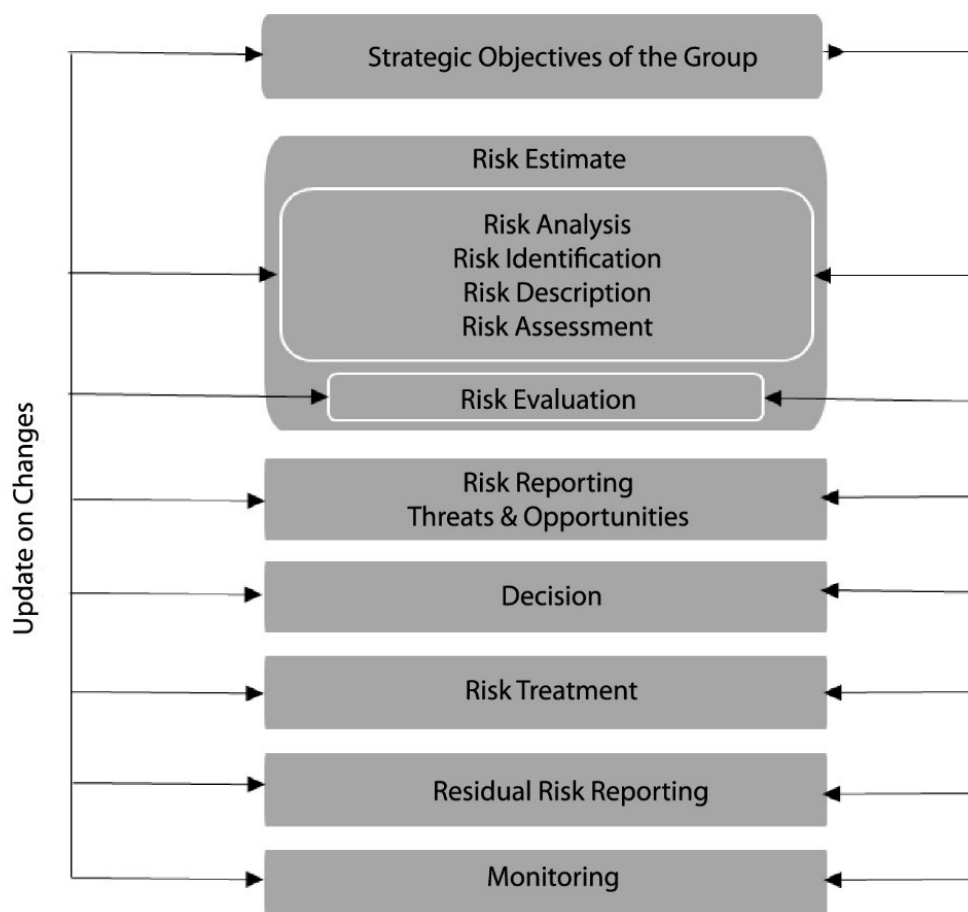 Strategic Objectives of the Group
Risk Estimate
Risk Analysis
Risk Identification
Risk Description
Risk Assessment
Risk Evaluation
Risk Reporting
Threats & Opportunities
Decision
Risk Treatment
Residual Risk Reporting
Monitoring
Update on Changes